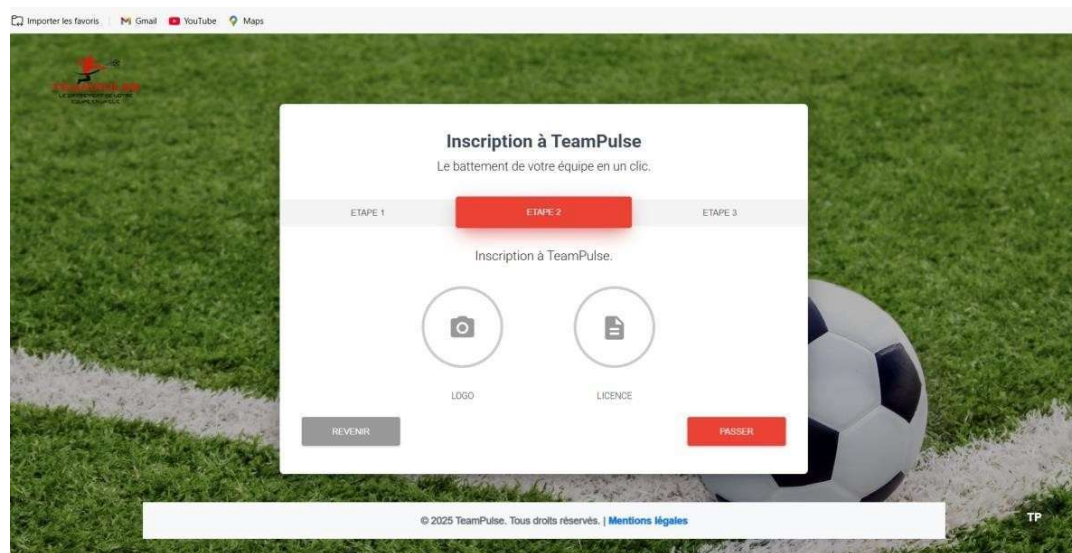 Importer les favoris Gmail YouTube Maps
TEAMPULSE
Inscription à TeamPulse
Le battement de votre équipe en un clic.
ETAPE 1 ETAPE 2 ETAPE 3
Inscription à TeamPulse.
LOGO LICENCE
REVENIR PASSER
© 2025 TeamPulse. Tous droits réservés. | Mentions légales
TP